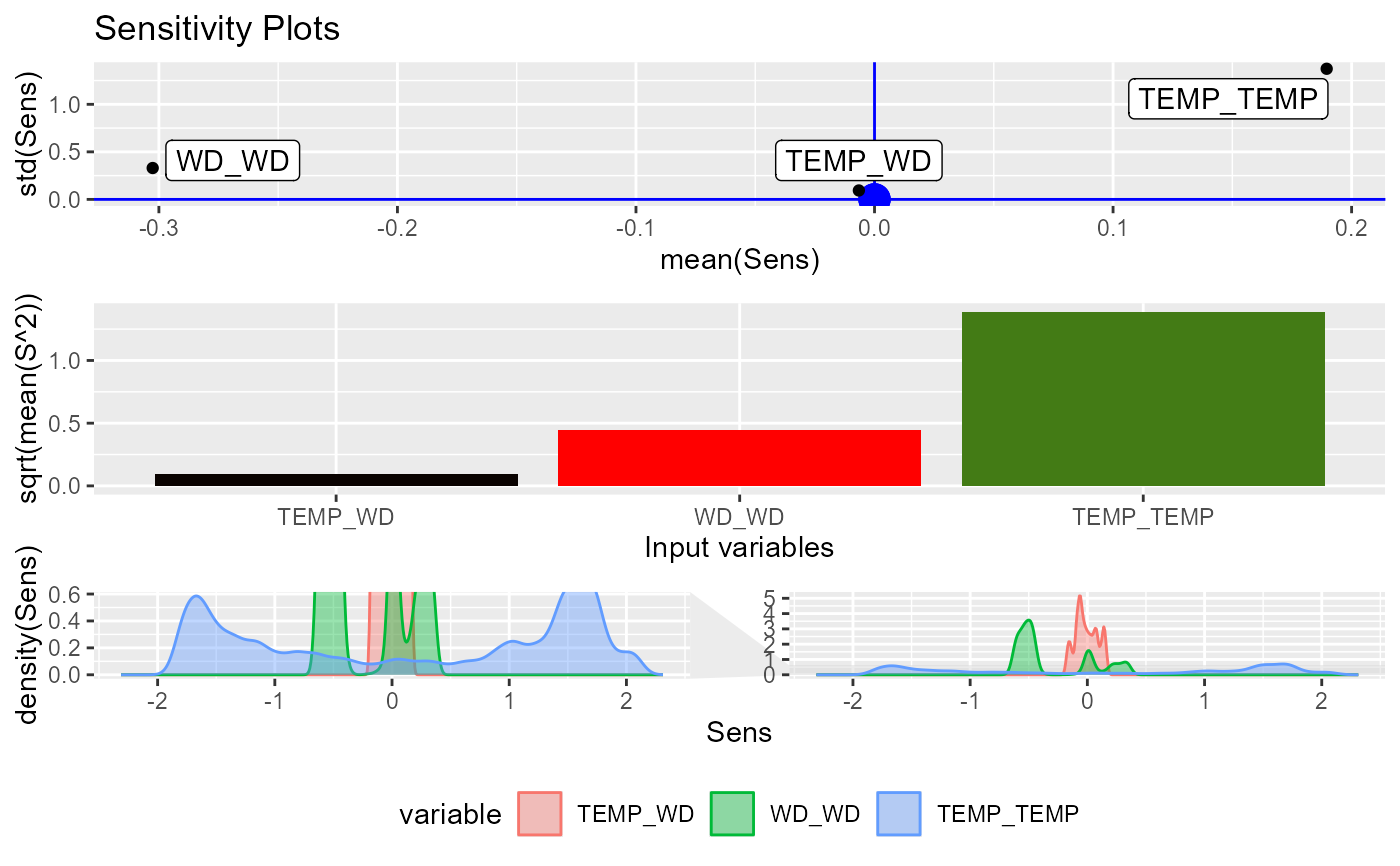 Sensitivity Plots
std(Sens)
1.0
0.5
0.0
WD_WD
TEMP_WD
TEMP_TEMP
-0.3 -0.2 -0.1 0.0 0.1 0.2
mean(Sens)
sqrt(mean(S^2))
1.0
0.5
0.0
TEMP_WD WD_WD TEMP_TEMP
Input variables
density(Sens)
0.6
0.4
0.2
0.0
-2 -1 0 1 2
5
4
3
2
1
0
-2 -1 0 1 2
Sens
variable TEMP_WD WD_WD TEMP_TEMP